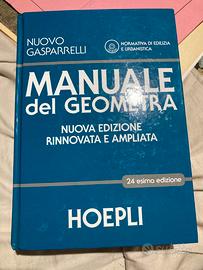 NUOVO
GASPARRELLI
NORMATIVA DI EDILIZIA
E URBANISTICA
MANUALE
del GEOMETRA
NUOVA EDIZIONE
RINNOVATA E AMPLIATA
24 esima edizione
HOEPLI